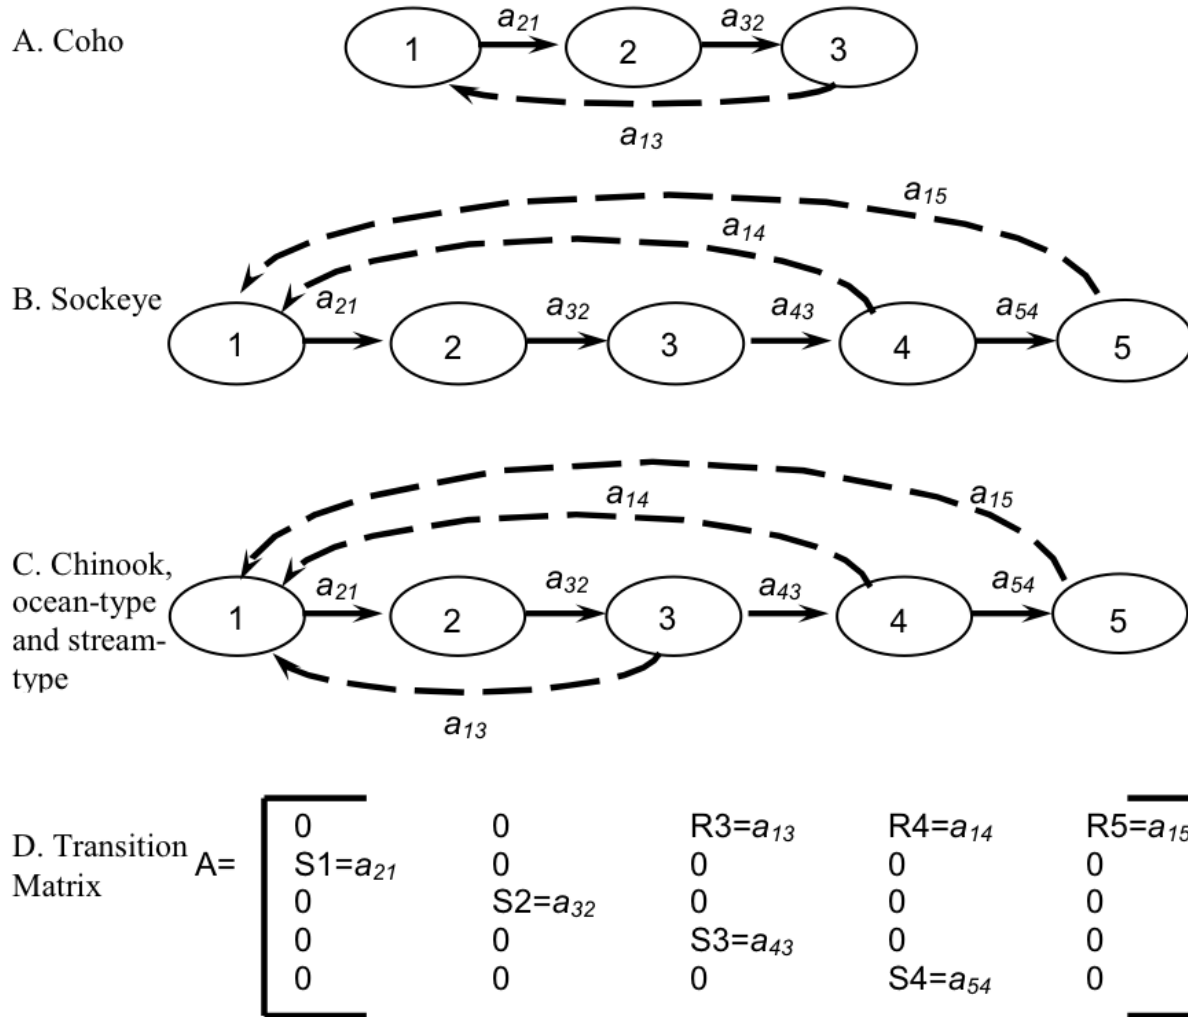 A. Coho
1 a21 2 a32 3
a13
a15
a14
B. Sockeye
1 a21 2 a32 3 a43 4 a54 5
a14 a15
C. Chinook,
ocean-type
and stream-
type
1 a21 2 a32 3 a43 4 a54 5
a13
D. Transition
Matrix
A=
0 0 R3=a13 R4=a14 R5=a15
S1=a21 0 0 0 0
0 S2=a32 0 0 0
0 0 S3=a43 0 0
0 0 0 S4=a54 0